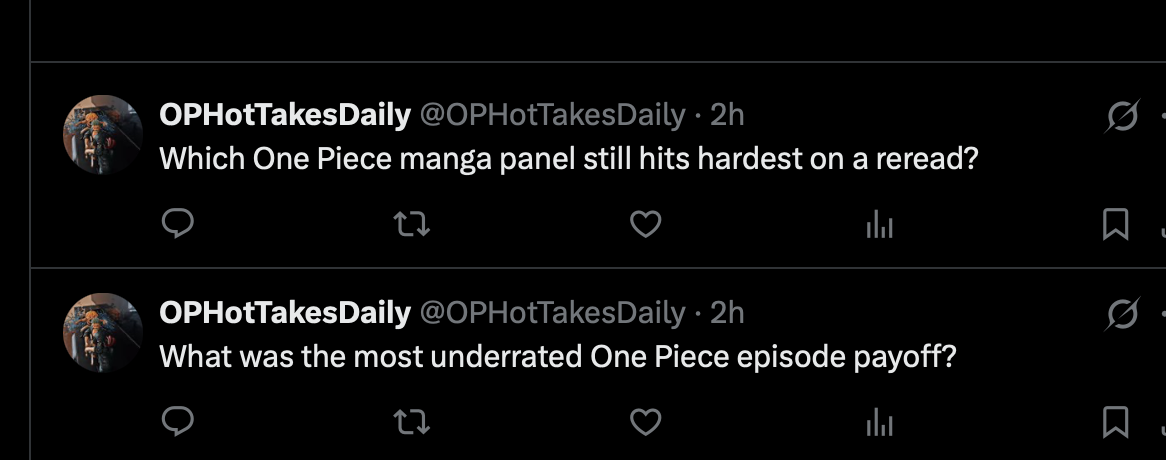 OPHotTakesDaily @OPHotTakesDaily · 2h
Which One Piece manga panel still hits hardest on a reread?
OPHotTakesDaily @OPHotTakesDaily · 2h
What was the most underrated One Piece episode payoff?